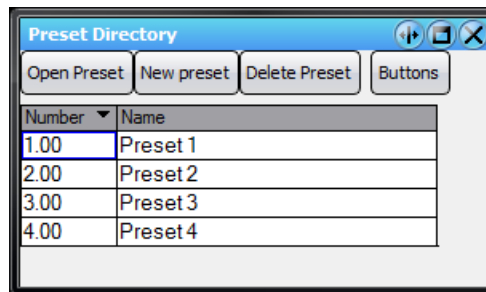 Preset Directory
Open Preset New preset Delete Preset Buttons
Number Name
1.00 Preset 1
2.00 Preset 2
3.00 Preset 3
4.00 Preset 4